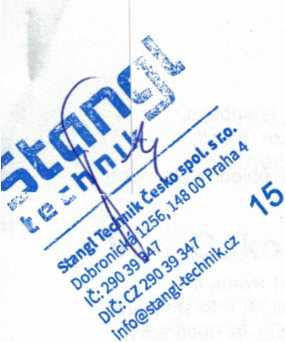 Stangl
technik
Stangl Technik Česko spol. s r.o.
Dobronická 1256, 148 00 Praha 4
IČ: 290 39 347
DIČ: CZ 290 39 347
info@stangl-technik.cz
15